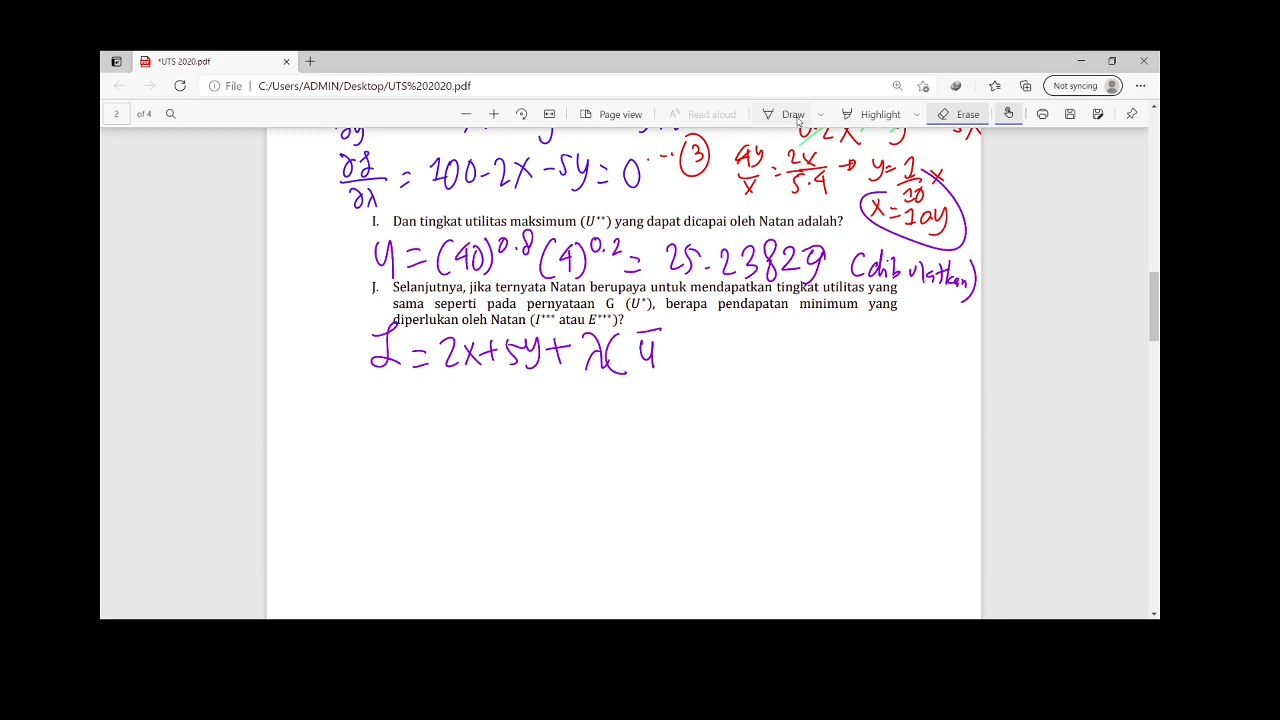 *UTS 2020.pdf
File | C:/Users/ADMIN/Desktop/UTS%202020.pdf
Not syncing
2 of 4
Page view
Read aloud
Draw
Highlight
Erase
∂y
∂ℒ/∂λ = 100 - 2x - 5y = 0 ... ③
4y/x = 2x/5.4 → y = 1/10 x
x = 10y
I. Dan tingkat utilitas maksimum (U**) yang dapat dicapai oleh Natan adalah?
U = (40)^0.8 (4)^0.2 = 25.23829 (dibulatkan)
J. Selanjutnya, jika ternyata Natan berupaya untuk mendapatkan tingkat utilitas yang
sama seperti pada pernyataan G (U*), berapa pendapatan minimum yang
diperlukan oleh Natan (I*** atau E***)?
ℒ = 2x + 5y + λ( Ū